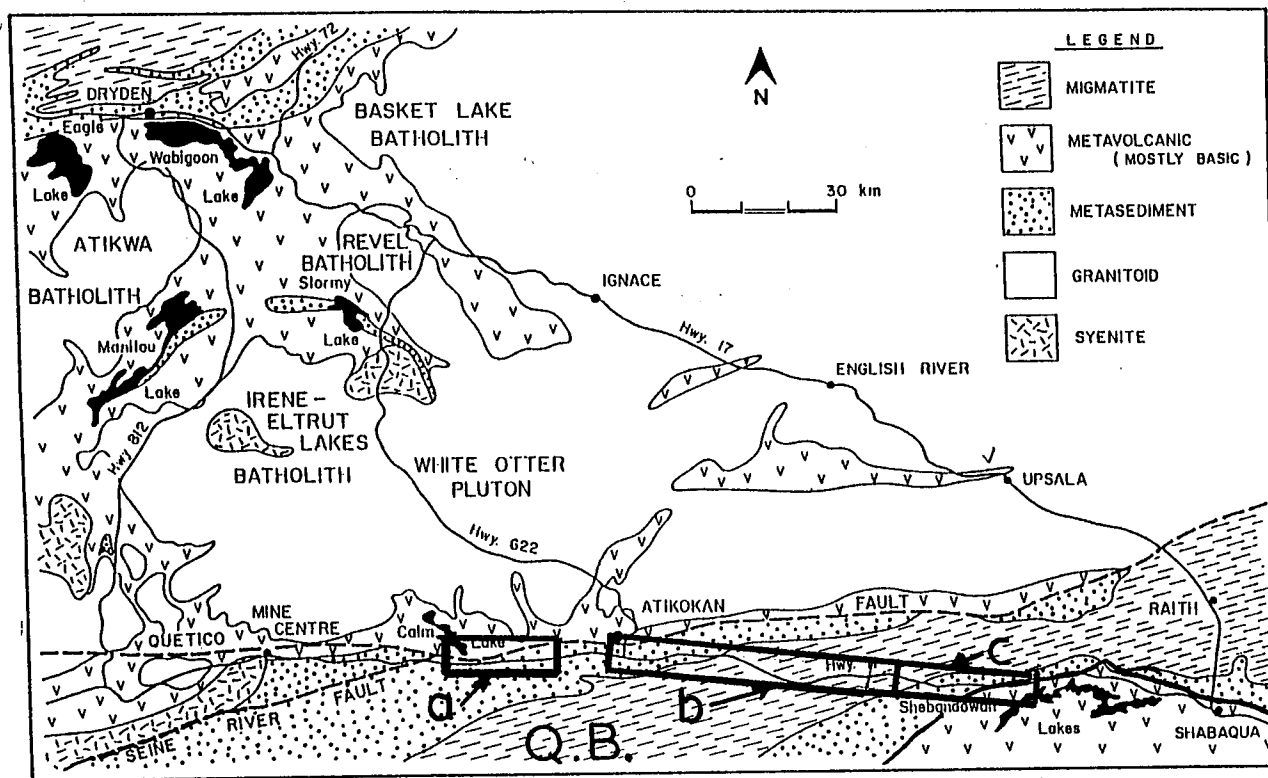 LEGEND
MIGMATITE
METAVOLCANIC
( MOSTLY BASIC )
METASEDIMENT
GRANITOID
SYENITE
N
0 30 km
Hwy. 72
DRYDEN
Eagle
Lake
Wabigoon
Lake
BASKET LAKE
BATHOLITH
ATIKWA
BATHOLITH
REVEL
BATHOLITH
Stormy
Lake
IGNACE
Hwy. 17
ENGLISH RIVER
Manitou
Lake
IRENE-
ELTRUT
LAKES
BATHOLITH
Hwy. 812
WHITE OTTER
PLUTON
UPSALA
Hwy. 622
MINE
CENTRE
QUETICO
FAULT
Calm
Lake
ATIKOKAN
RAITH
Hwy.
a
b
c
SEINE RIVER FAULT
Q.B.
Shebandowan
Lakes
SHABAQUA